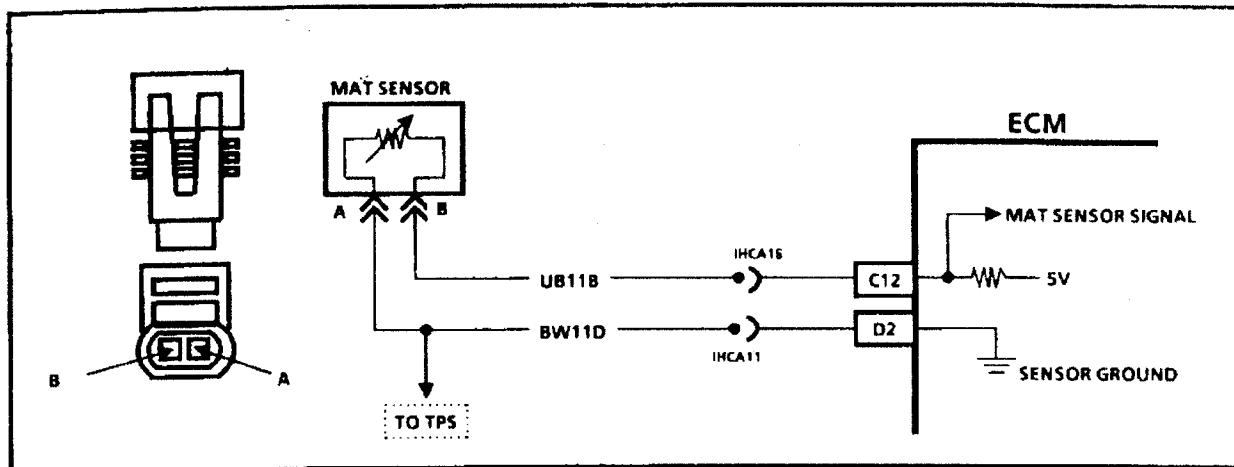 MAT SENSOR
ECM
A
B
MAT SENSOR SIGNAL
IHCA16
UB11B
C12
5V
BW11D
D2
IHCA11
SENSOR GROUND
B
A
TO TPS